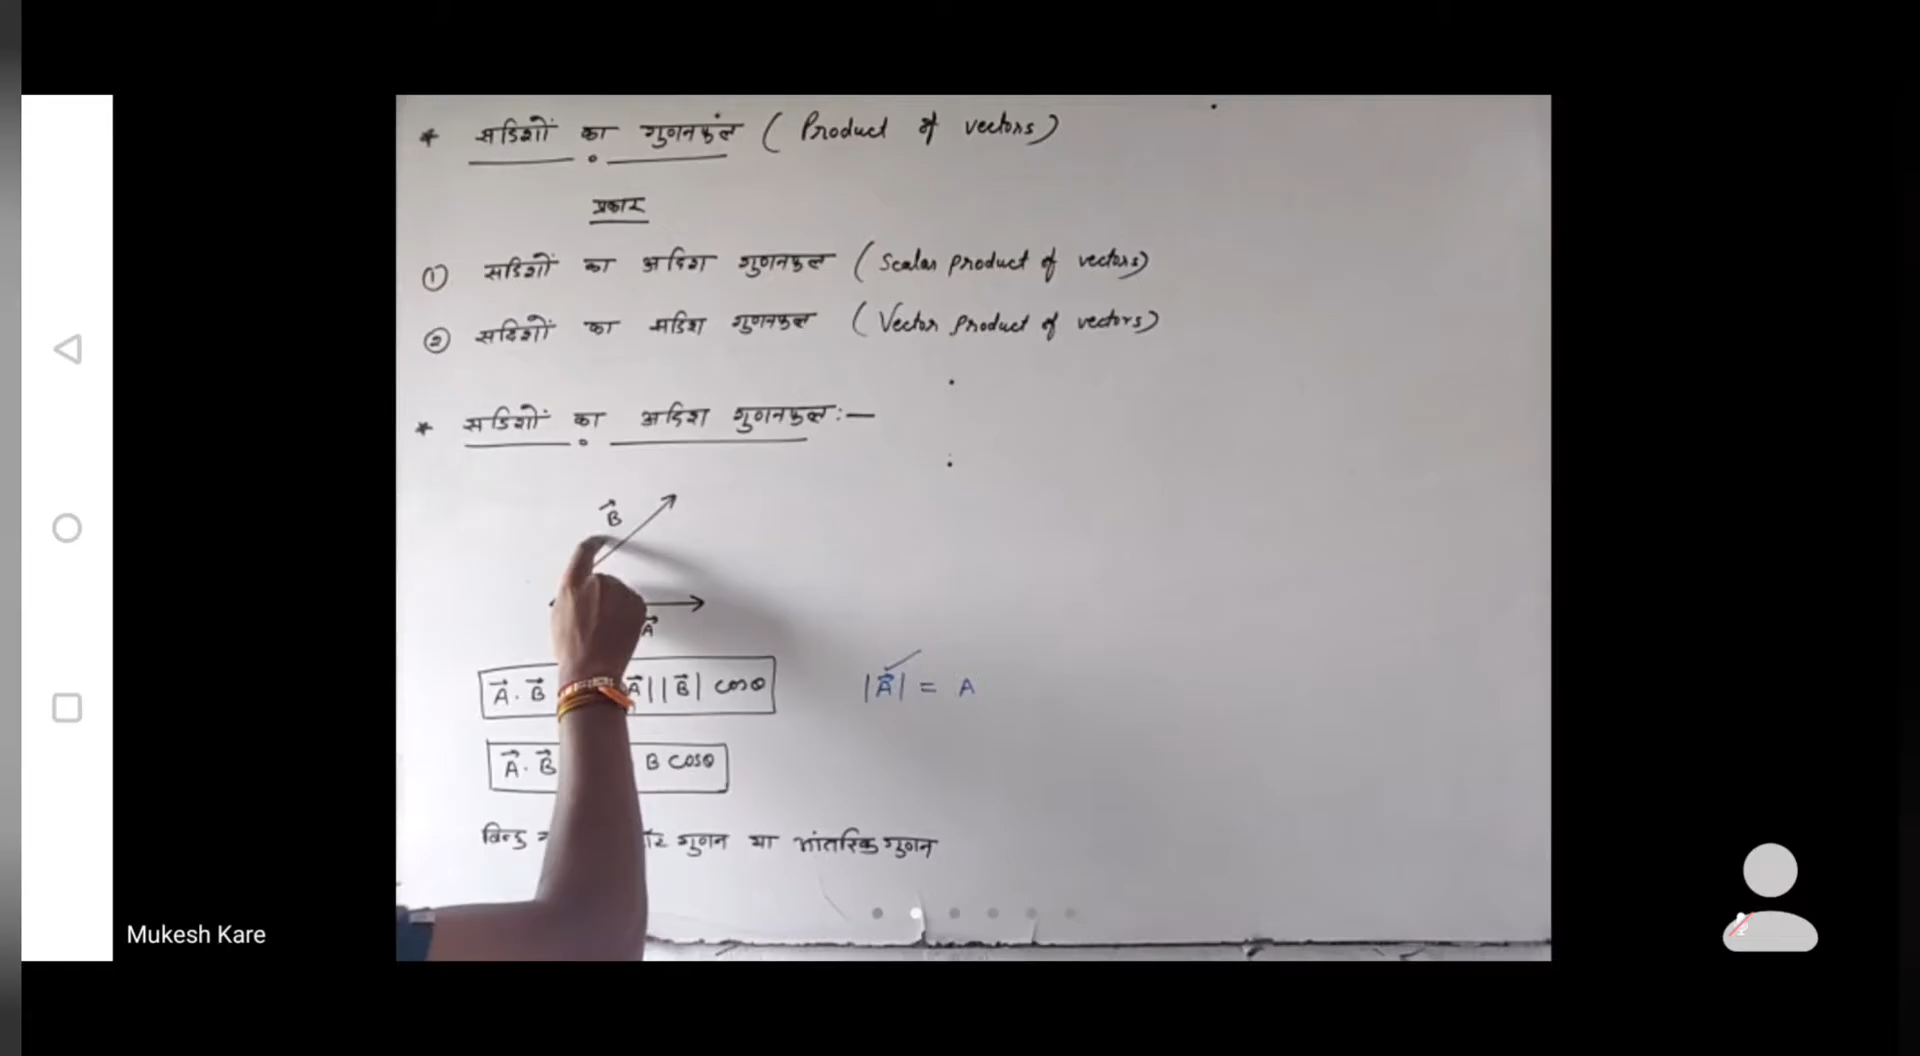 * सदिशों का गुणनफल (Product of vectors)
प्रकार
① सदिशों का अदिश गुणनफल (Scalar product of vectors)
② सदिशों का सदिश गुणनफल (Vector product of vectors)
* सदिशों का अदिश गुणनफल :—
B⃗
A⃗
A⃗ . B⃗ A⃗||B⃗| cosθ
|A⃗| = A
A⃗ . B⃗ B cosθ
बिन्दु गुणन या आंतरिक गुणन
Mukesh Kare